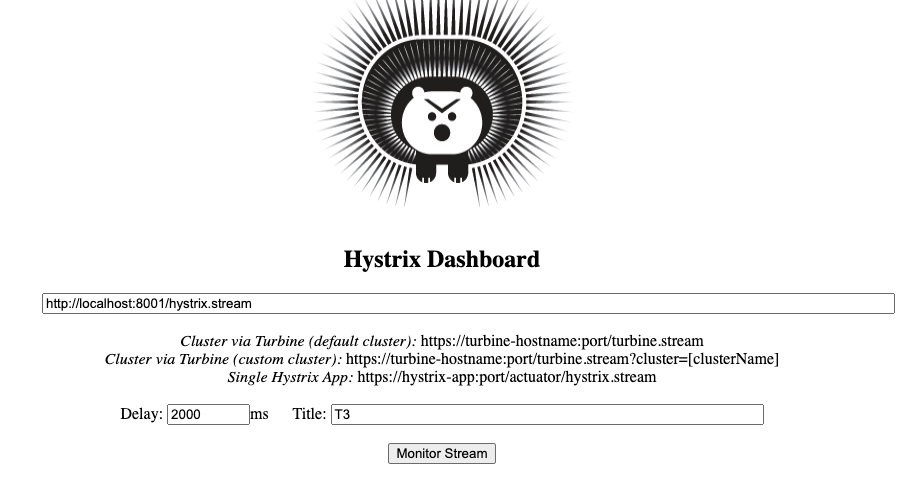 Hystrix Dashboard
http://localhost:8001/hystrix.stream
Cluster via Turbine (default cluster): https://turbine-hostname:port/turbine.stream
Cluster via Turbine (custom cluster): https://turbine-hostname:port/turbine.stream?cluster=[clusterName]
Single Hystrix App: https://hystrix-app:port/actuator/hystrix.stream
Delay: 2000 ms Title: T3
Monitor Stream